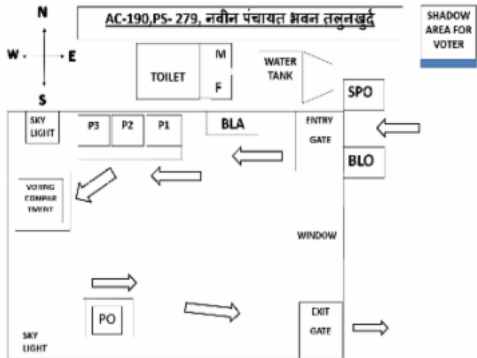 N
AC-190,PS- 279, नवीन पंचायत भवन तलुनखुर्द
SHADOW
AREA FOR
VOTER
W
E
S
TOILET
M
F
WATER
TANK
SPO
SKY
LIGHT
P3
P2
P1
BLA
ENTRY
GATE
BLO
VOTING
COMPAR
TMENT
WINDOW
PO
EXIT
GATE
SKY
LIGHT